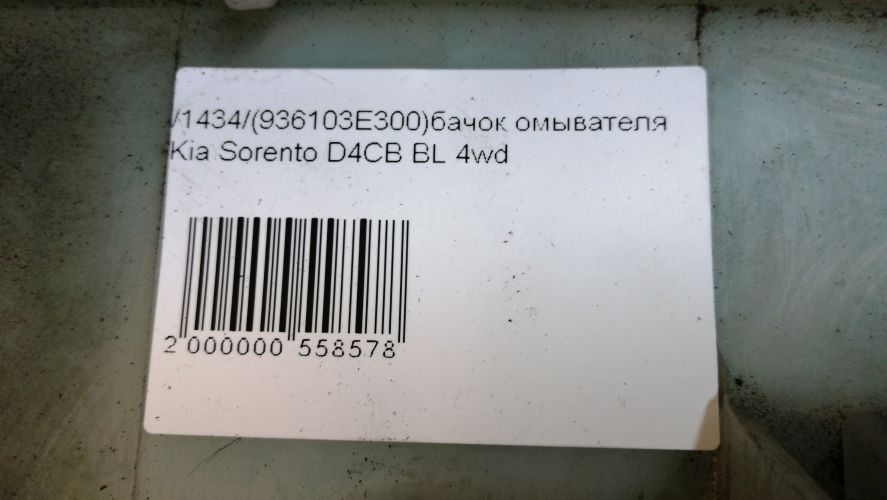 /1434/(936103E300)бачок омывателя
Kia Sorento D4CB BL 4wd
2 000000 558578